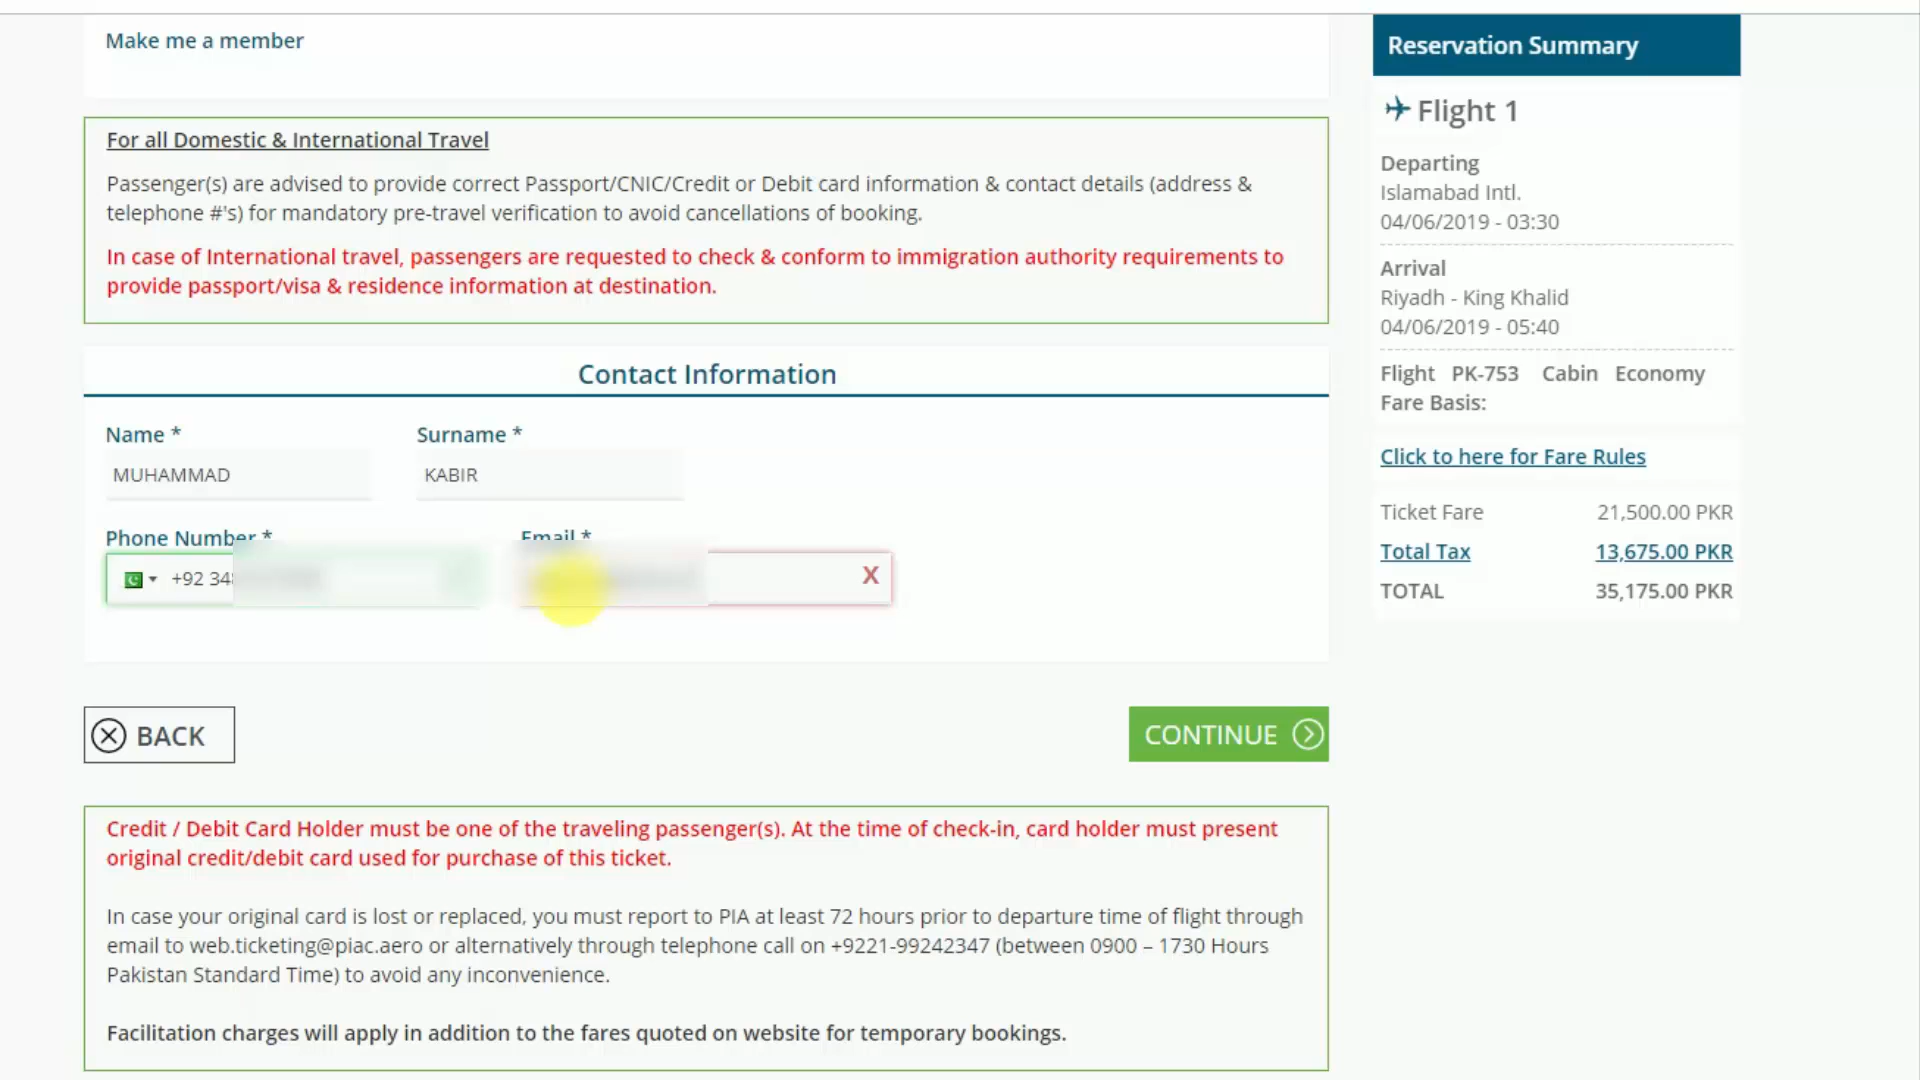 Make me a member
For all Domestic & International Travel
Passenger(s) are advised to provide correct Passport/CNIC/Credit or Debit card information & contact details (address &
telephone #'s) for mandatory pre-travel verification to avoid cancellations of booking.
In case of International travel, passengers are requested to check & conform to immigration authority requirements to
provide passport/visa & residence information at destination.
Contact Information
Name * Surname *
MUHAMMAD KABIR
Phone Number * Email *
+92 34 X
BACK CONTINUE
Credit / Debit Card Holder must be one of the traveling passenger(s). At the time of check-in, card holder must present
original credit/debit card used for purchase of this ticket.
In case your original card is lost or replaced, you must report to PIA at least 72 hours prior to departure time of flight through
email to web.ticketing@piac.aero or alternatively through telephone call on +9221-99242347 (between 0900 – 1730 Hours
Pakistan Standard Time) to avoid any inconvenience.
Facilitation charges will apply in addition to the fares quoted on website for temporary bookings.
Reservation Summary
Flight 1
Departing
Islamabad Intl.
04/06/2019 - 03:30
Arrival
Riyadh - King Khalid
04/06/2019 - 05:40
Flight PK-753 Cabin Economy
Fare Basis:
Click to here for Fare Rules
Ticket Fare 21,500.00 PKR
Total Tax 13,675.00 PKR
TOTAL 35,175.00 PKR